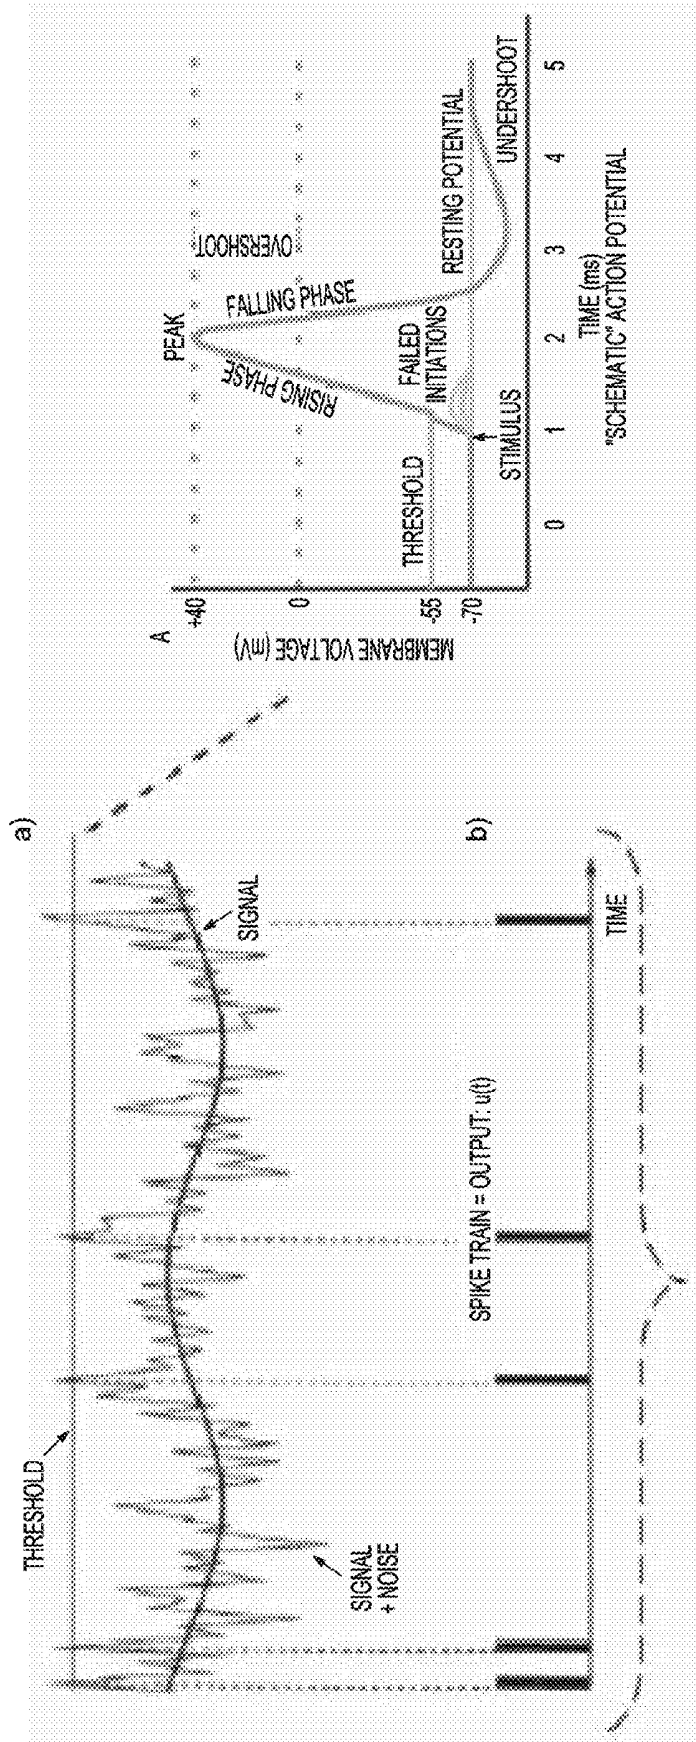 a)
THRESHOLD
SIGNAL
SIGNAL
+ NOISE
b)
SPIKE TRAIN = OUTPUT: u(t)
TIME
A
+40
0
-55
-70
MEMBRANE VOLTAGE (mV)
PEAK
OVERSHOOT
RISING PHASE
FALLING PHASE
THRESHOLD
FAILED
INITIATIONS
RESTING POTENTIAL
STIMULUS
UNDERSHOOT
0 1 2 3 4 5
TIME (ms)
"SCHEMATIC" ACTION POTENTIAL